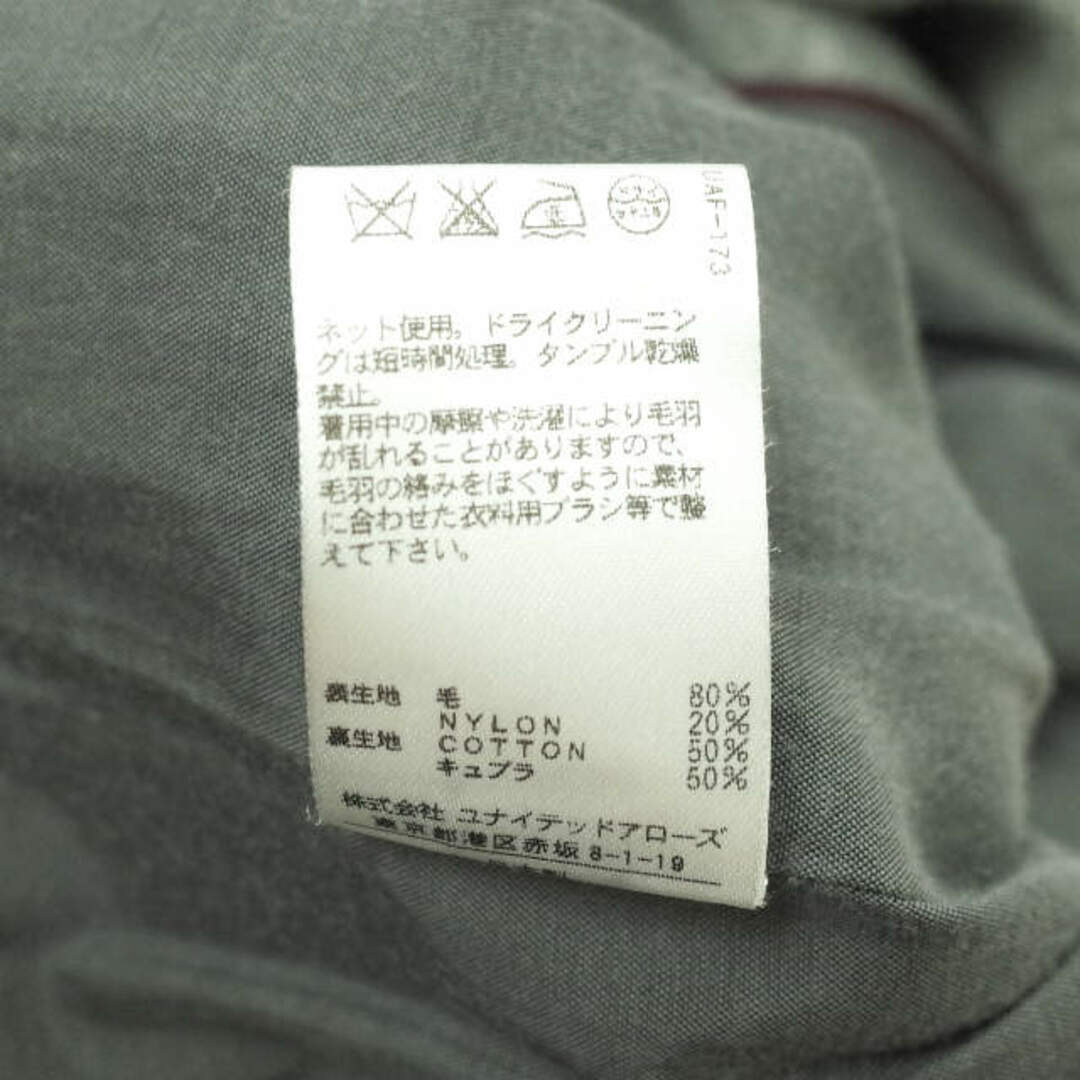 UAF-173
ネット使用。ドライクリーニン
グは短時間処理。タンブル乾燥
禁止。
着用中の摩擦や洗濯により毛羽
が乱れることがありますので、
毛羽の絡みをほぐすように素材
に合わせた衣料用ブラシ等で整
えて下さい。
表生地 毛 80%
NYLON 20%
裏生地 COTTON 50%
キュプラ 50%
株式会社 ユナイテッドアローズ
東京都港区赤坂8-1-19